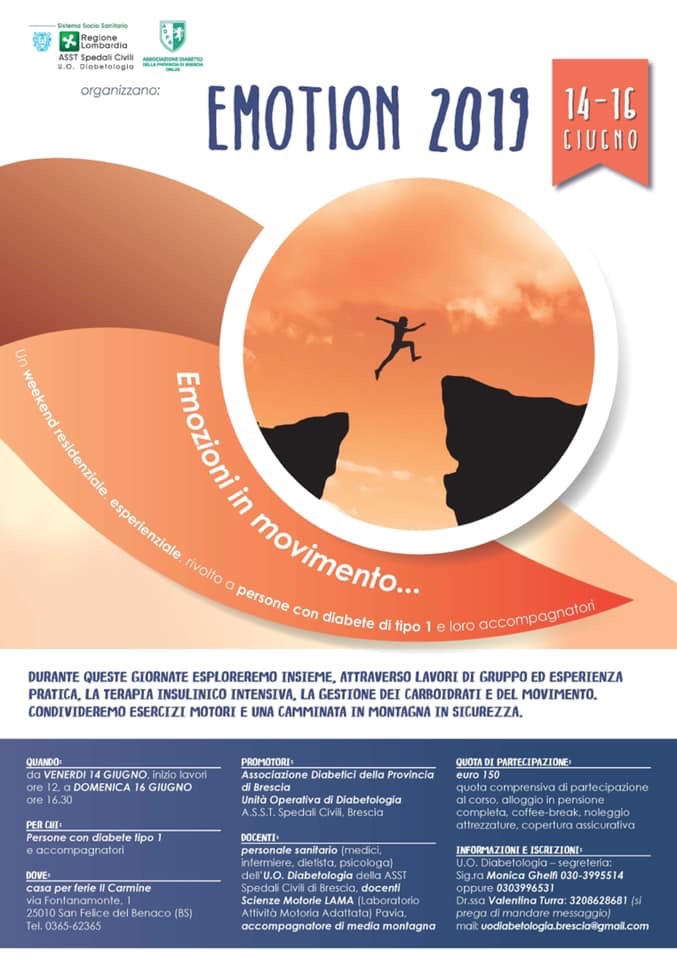 Sistema Socio Sanitario
Regione
Lombardia
ASST Spedali Civili
U.O. Diabetologia
ADPB
ASSOCIAZIONE DIABETICI
DELLA PROVINCIA DI BRESCIA
ONLUS
organizzano:
EMOTION 2019
14-16
GIUGNO
Emozioni in movimento...
Un weekend residenziale, esperienziale, rivolto a persone con diabete di tipo 1 e loro accompagnatori
DURANTE QUESTE GIORNATE ESPLOREREMO INSIEME, ATTRAVERSO LAVORI DI GRUPPO ED ESPERIENZA
PRATICA, LA TERAPIA INSULINICO INTENSIVA, LA GESTIONE DEI CARBOIDRATI E DEL MOVIMENTO.
CONDIVIDEREMO ESERCIZI MOTORI E UNA CAMMINATA IN MONTAGNA IN SICUREZZA.
QUANDO:
da VENERDI 14 GIUGNO, inizio lavori
ore 12, a DOMENICA 16 GIUGNO
ore 16.30
PER CHI:
Persone con diabete tipo 1
e accompagnatori
DOVE:
casa per ferie Il Carmine
via Fontanamonte, 1
25010 San Felice del Benaco (BS)
Tel. 0365-62365
PROMOTORI:
Associazione Diabetici della Provincia
di Brescia
Unità Operativa di Diabetologia
A.S.S.T. Spedali Civili, Brescia
DOCENTI:
personale sanitario (medici,
infermiere, dietista, psicologa)
dell'U.O. Diabetologia della ASST
Spedali Civili di Brescia, docenti
Scienze Motorie LAMA (Laboratorio
Attività Motoria Adattata) Pavia,
accompagnatore di media montagna
QUOTA DI PARTECIPAZIONE:
euro 150
quota comprensiva di partecipazione
al corso, alloggio in pensione
completa, coffee-break, noleggio
attrezzature, copertura assicurativa
INFORMAZIONI E ISCRIZIONI:
U.O. Diabetologia – segreteria:
Sig.ra Monica Ghelfi 030-3995514
oppure 0303996531
Dr.ssa Valentina Turra: 3208628681 (si
prega di mandare messaggio)
mail: uodiabetologia.brescia@gmail.com